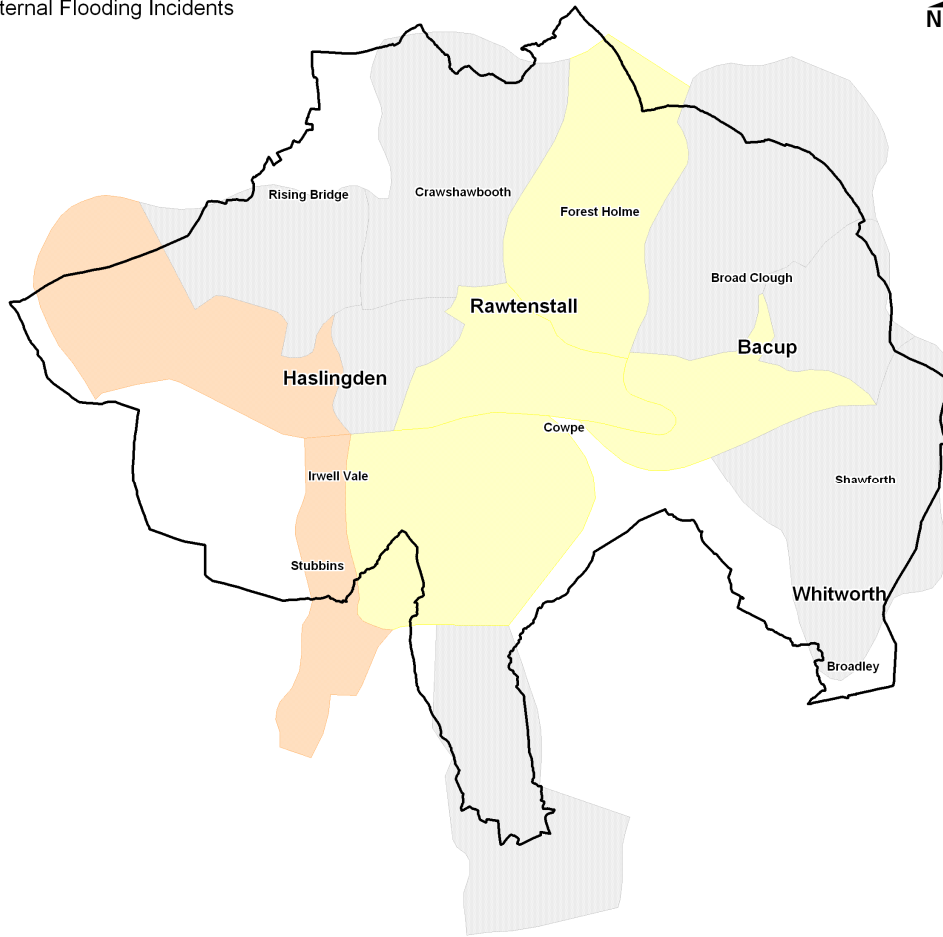 ternal Flooding Incidents
N
Rising Bridge
Crawshawbooth
Forest Holme
Broad Clough
Rawtenstall
Bacup
Haslingden
Cowpe
Irwell Vale
Shawforth
Stubbins
Whitworth
Broadley